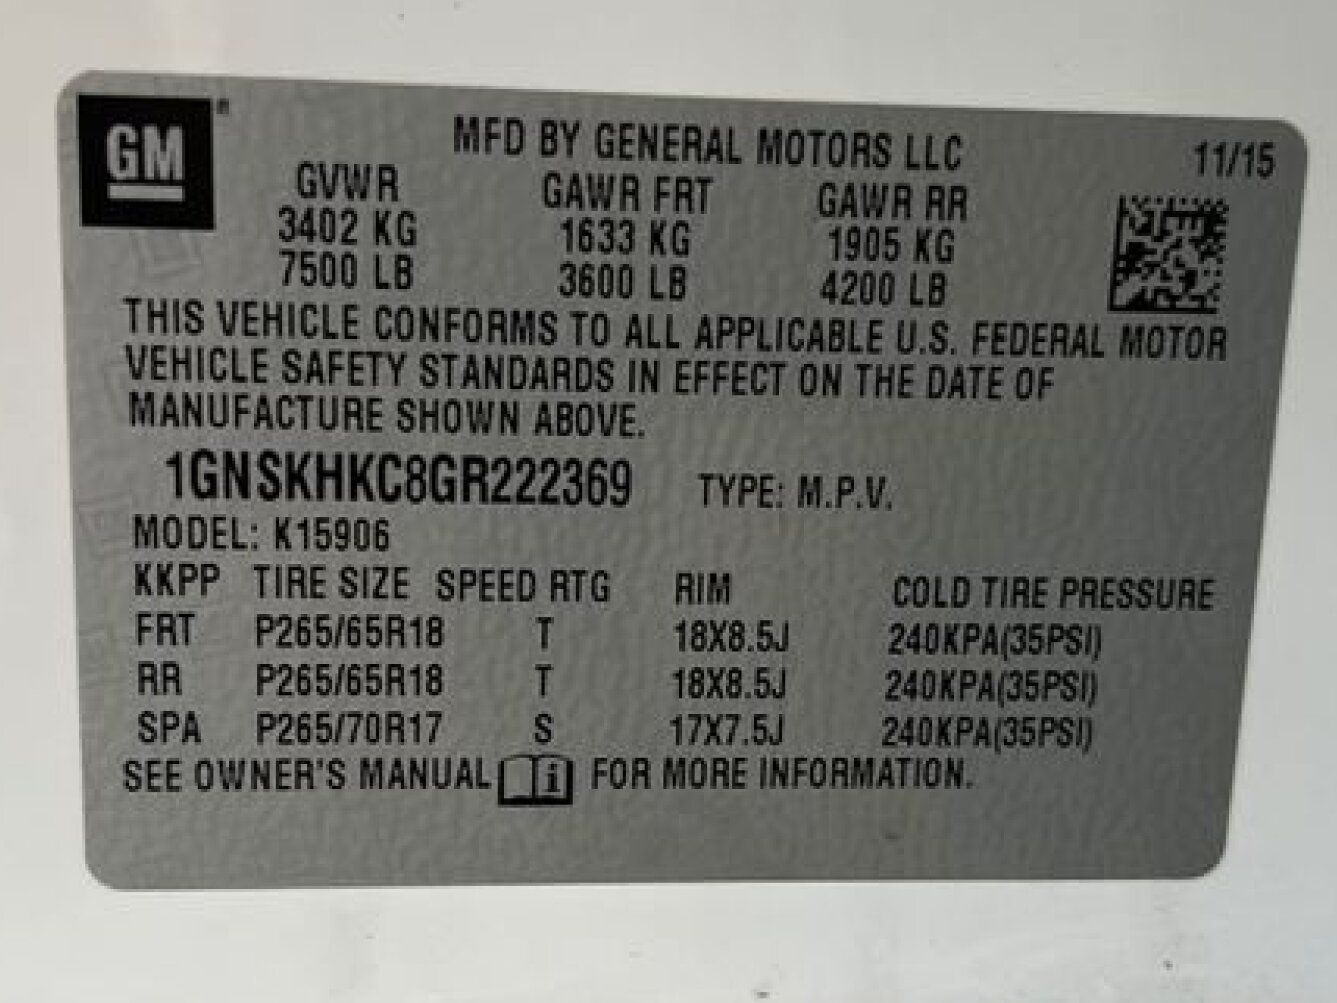 GM®
MFD BY GENERAL MOTORS LLC 11/15
GVWR GAWR FRT GAWR RR
3402 KG 1633 KG 1905 KG
7500 LB 3600 LB 4200 LB
THIS VEHICLE CONFORMS TO ALL APPLICABLE U.S. FEDERAL MOTOR
VEHICLE SAFETY STANDARDS IN EFFECT ON THE DATE OF
MANUFACTURE SHOWN ABOVE.
1GNSKHKC8GR222369 TYPE: M.P.V.
MODEL: K15906
KKPP TIRE SIZE SPEED RTG RIM COLD TIRE PRESSURE
FRT P265/65R18 T 18X8.5J 240KPA(35PSI)
RR P265/65R18 T 18X8.5J 240KPA(35PSI)
SPA P265/70R17 S 17X7.5J 240KPA(35PSI)
SEE OWNER'S MANUAL i FOR MORE INFORMATION.